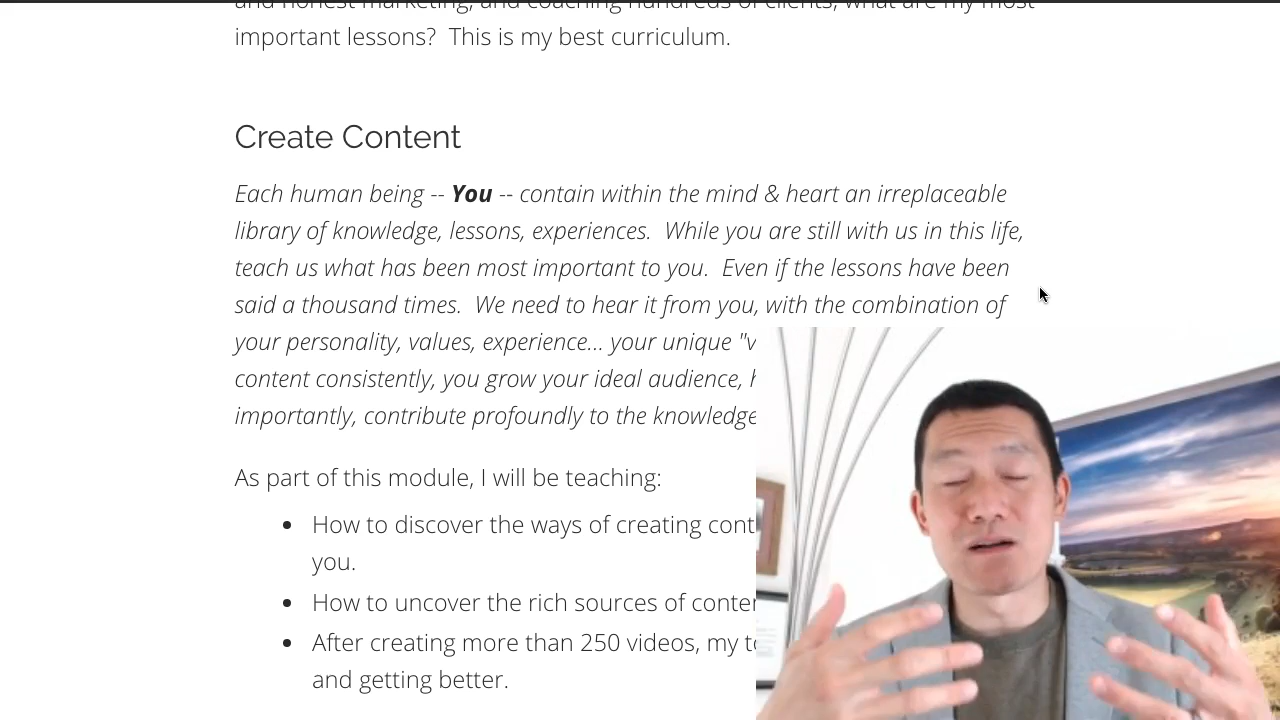 and honest marketing, and coaching hundreds of clients, what are my most
important lessons?  This is my best curriculum.
Create Content
Each human being -- You -- contain within the mind & heart an irreplaceable
library of knowledge, lessons, experiences.  While you are still with us in this life,
teach us what has been most important to you.  Even if the lessons have been
said a thousand times.  We need to hear it from you, with the combination of
your personality, values, experience... your unique "v
content consistently, you grow your ideal audience, h
importantly, contribute profoundly to the knowledge
As part of this module, I will be teaching:
How to discover the ways of creating cont
you.
How to uncover the rich sources of conten
After creating more than 250 videos, my to
and getting better.